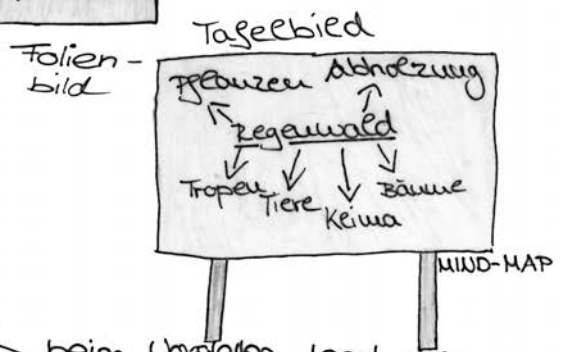 Tafelbild
Folien-
bild
Pflanzen Abholzung
Regenwald
Tropen Tiere Klima Bäume
MIND-MAP
beim